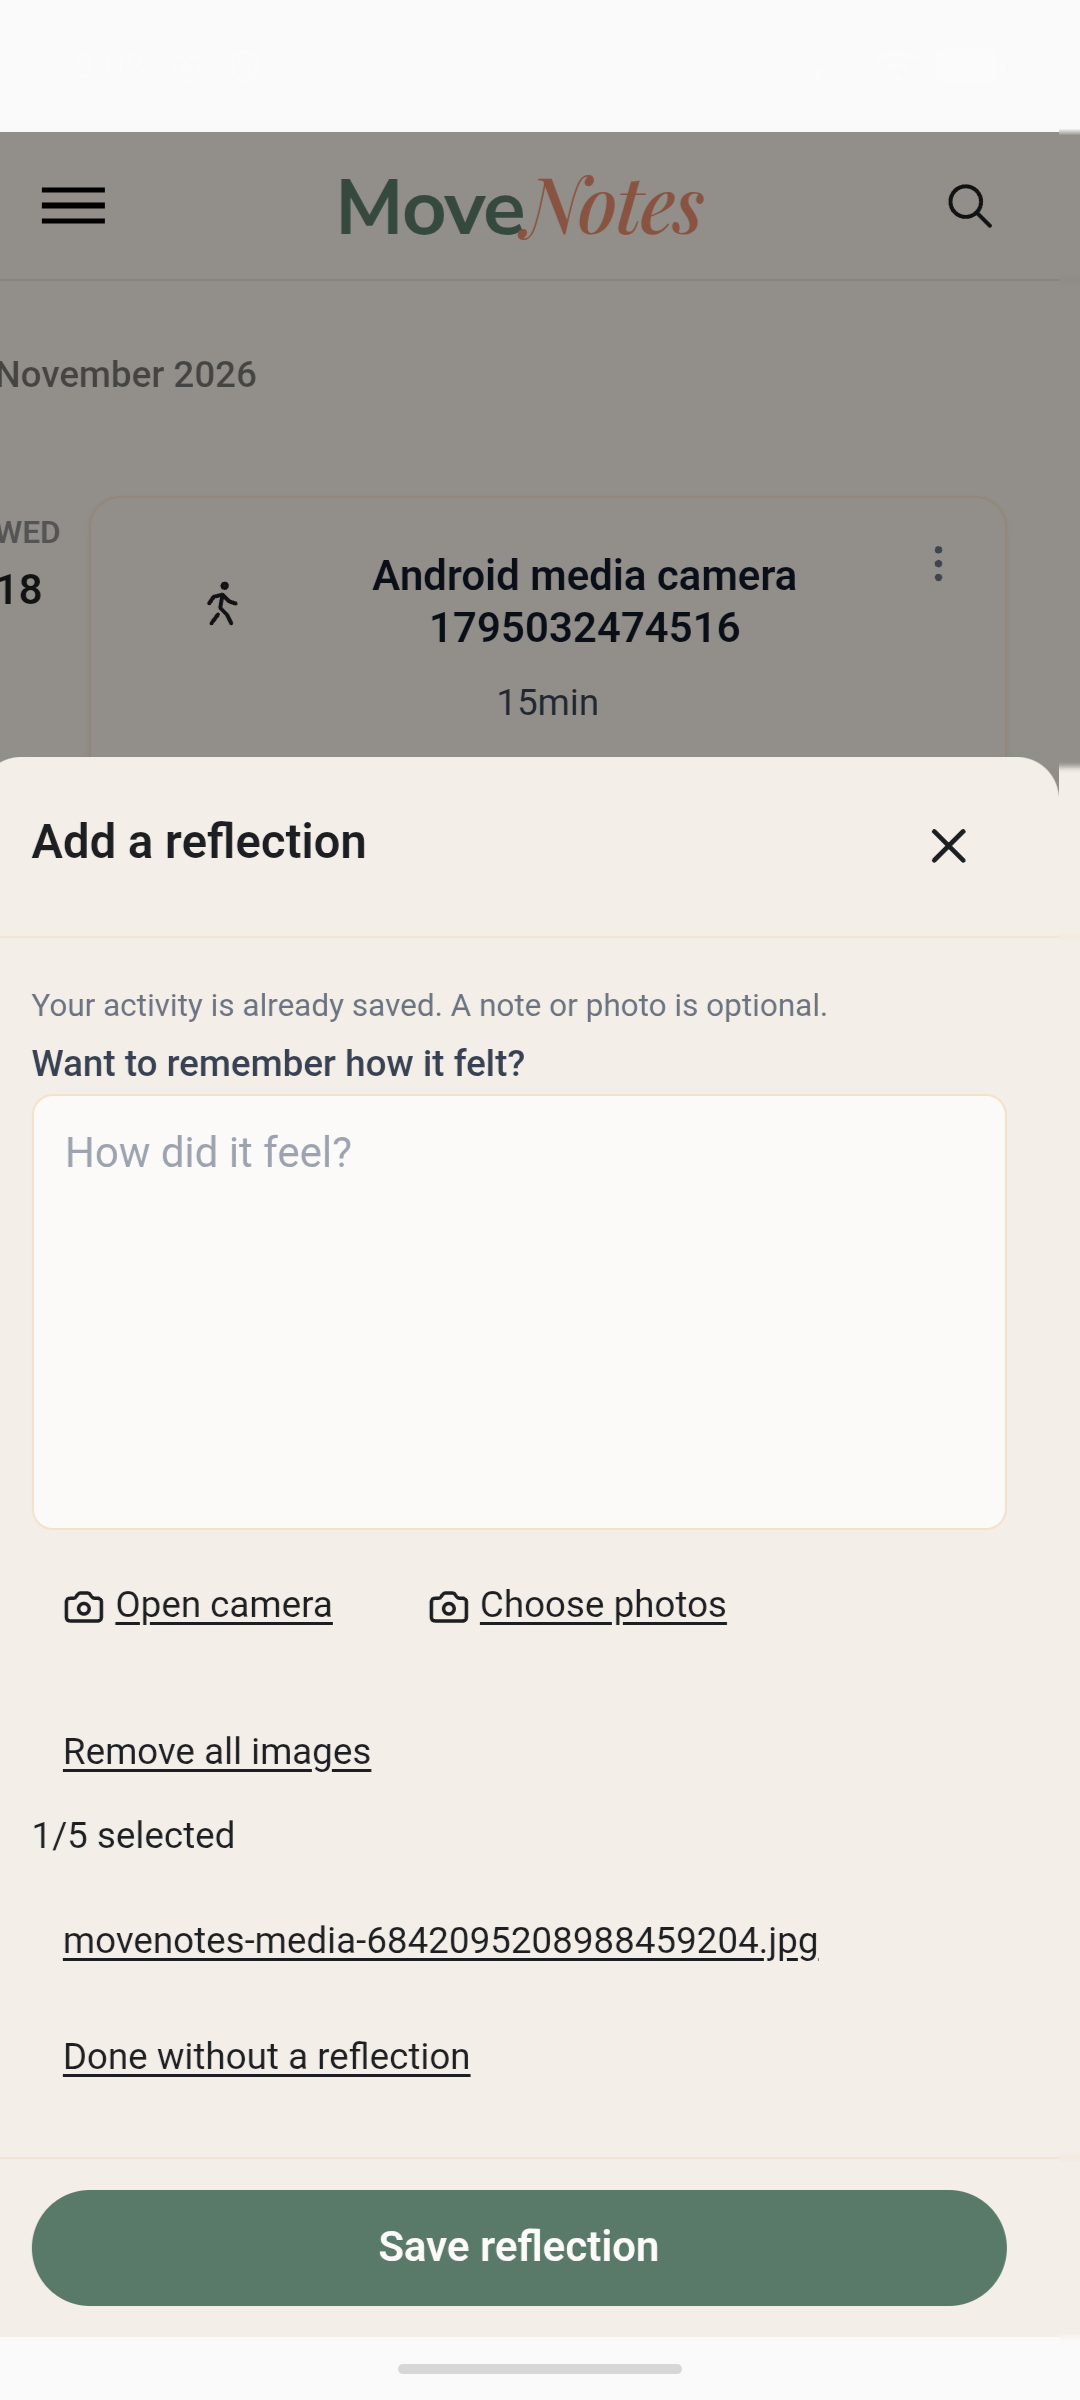 MoveNotes
November 2026
WED
18
Android media camera
1795032474516
15min
Add a reflection
Your activity is already saved. A note or photo is optional.
Want to remember how it felt?
How did it feel?
Open camera
Choose photos
Remove all images
1/5 selected
movenotes-media-6842095208988459204.jpg
Done without a reflection
Save reflection